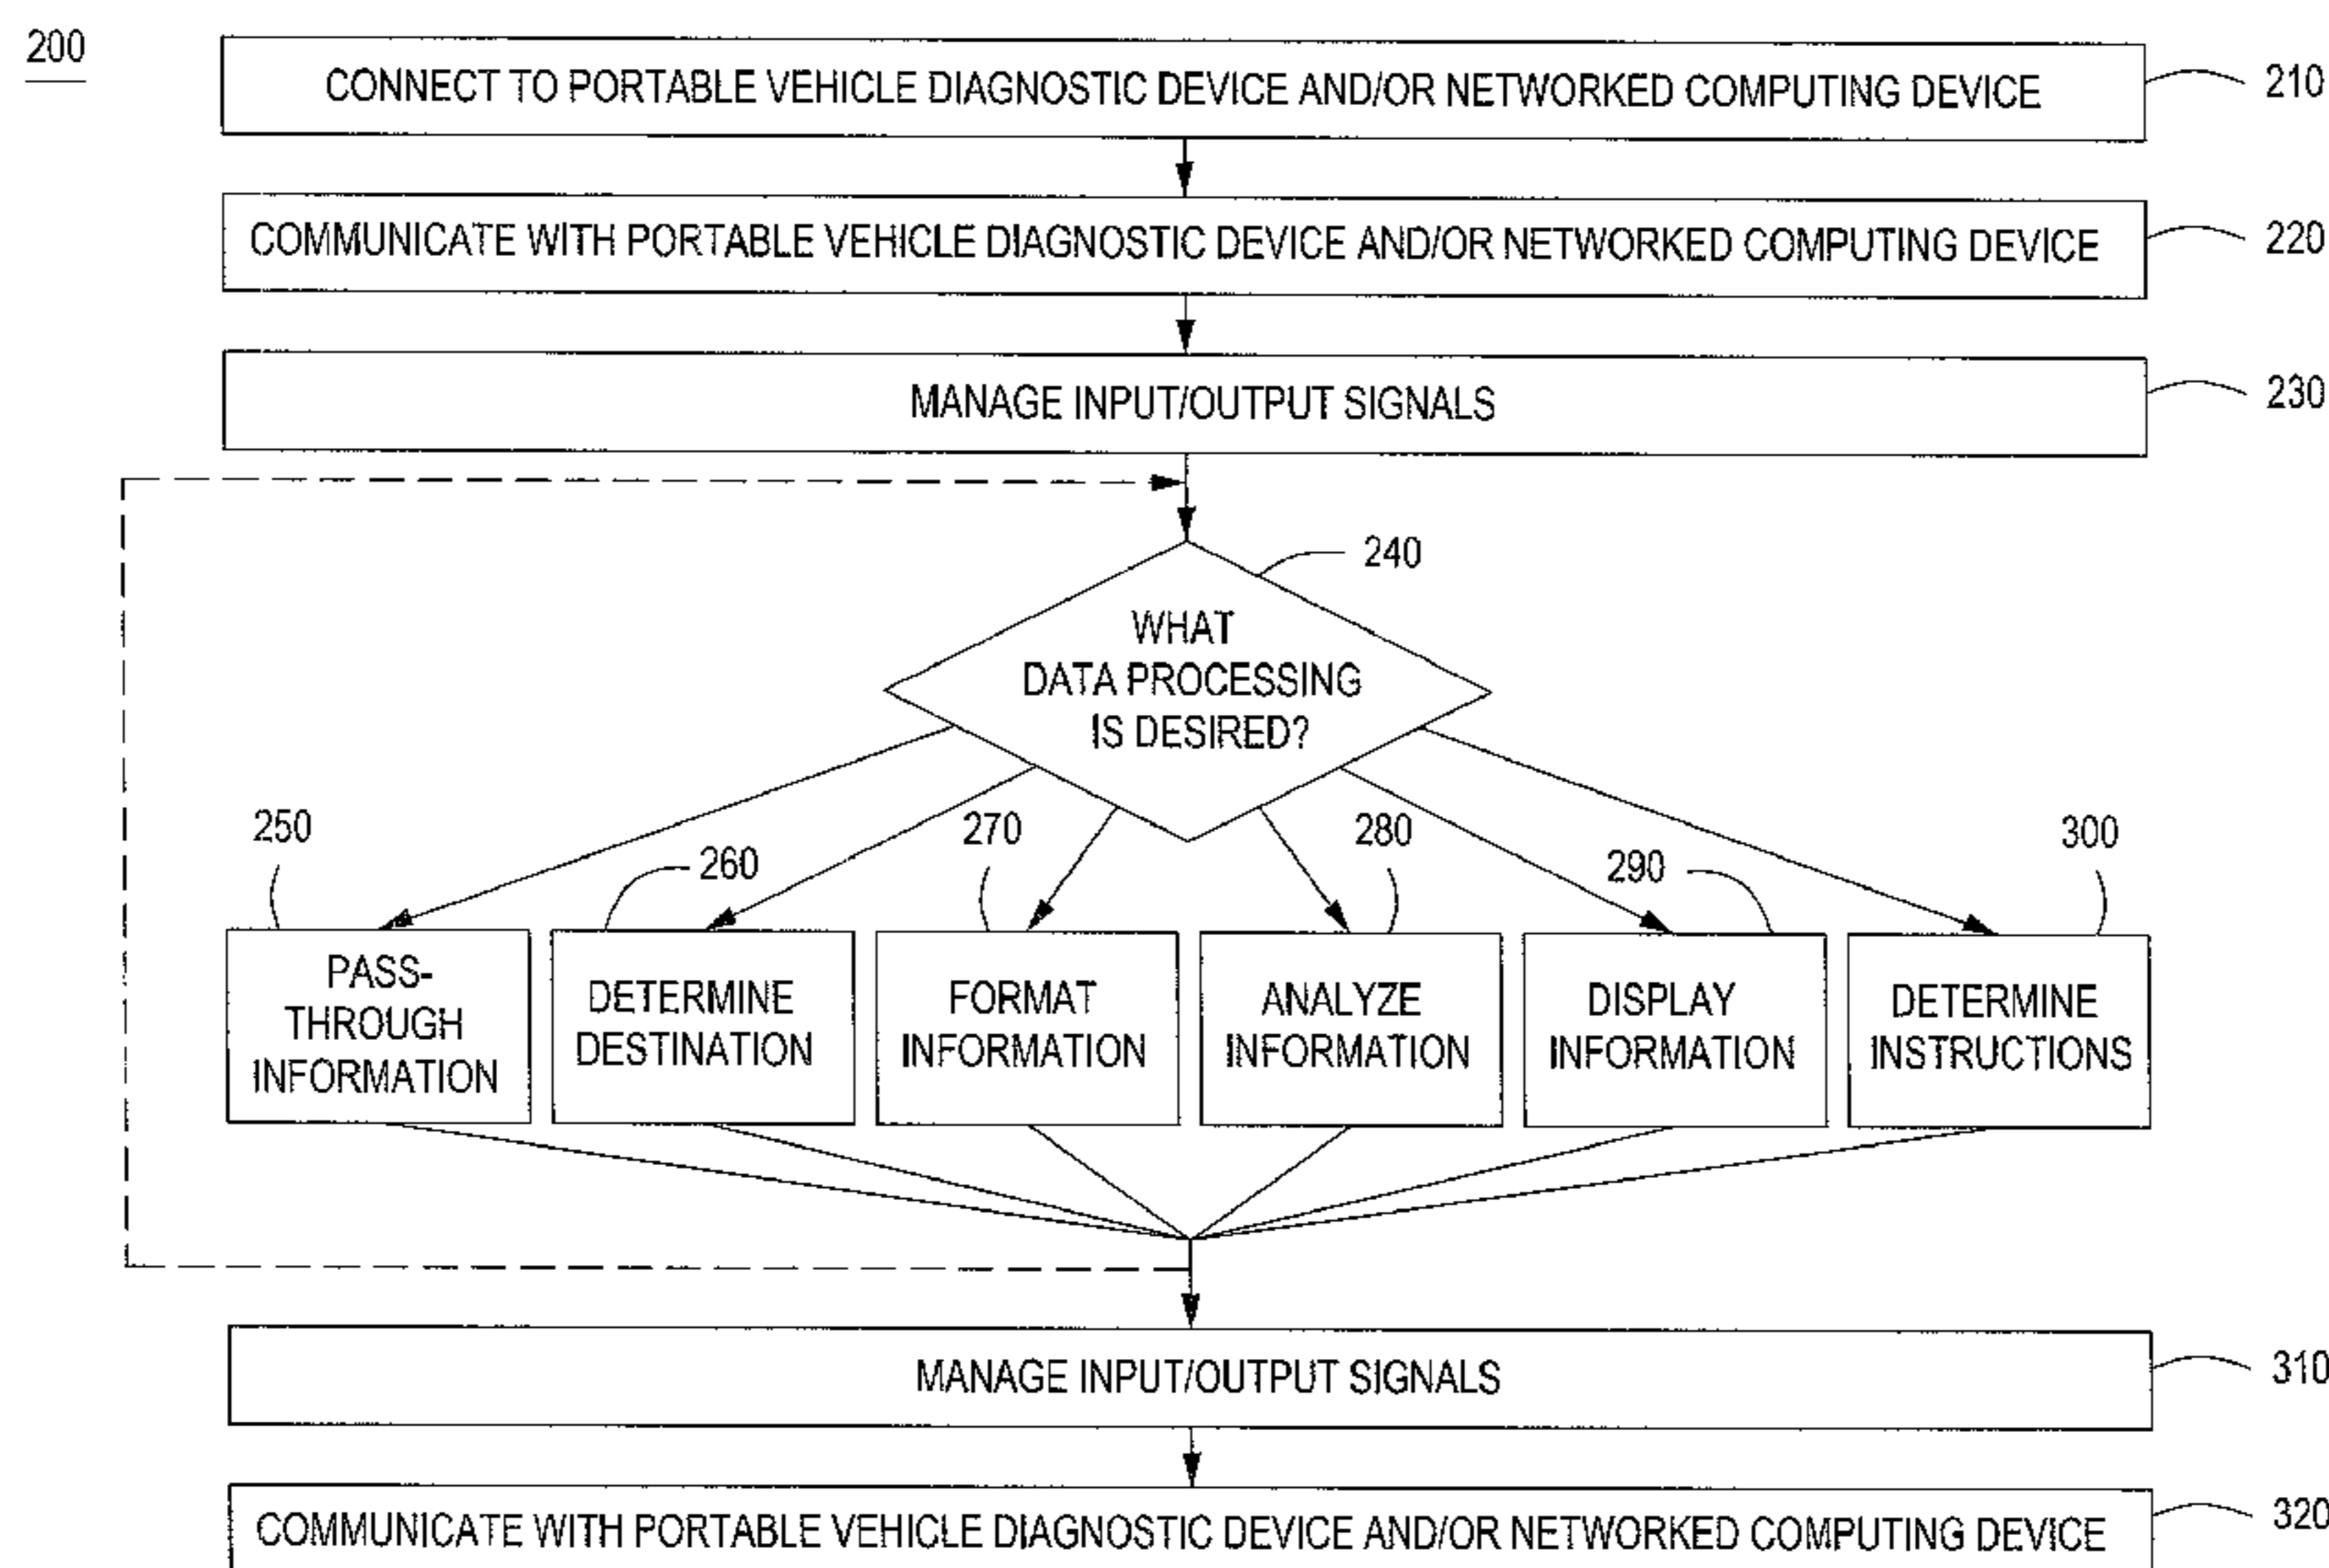 200
CONNECT TO PORTABLE VEHICLE DIAGNOSTIC DEVICE AND/OR NETWORKED COMPUTING DEVICE
210
COMMUNICATE WITH PORTABLE VEHICLE DIAGNOSTIC DEVICE AND/OR NETWORKED COMPUTING DEVICE
220
MANAGE INPUT/OUTPUT SIGNALS
230
240
WHAT
DATA PROCESSING
IS DESIRED?
250
260
270
280
290
300
PASS-
THROUGH
INFORMATION
DETERMINE
DESTINATION
FORMAT
INFORMATION
ANALYZE
INFORMATION
DISPLAY
INFORMATION
DETERMINE
INSTRUCTIONS
MANAGE INPUT/OUTPUT SIGNALS
310
COMMUNICATE WITH PORTABLE VEHICLE DIAGNOSTIC DEVICE AND/OR NETWORKED COMPUTING DEVICE
320